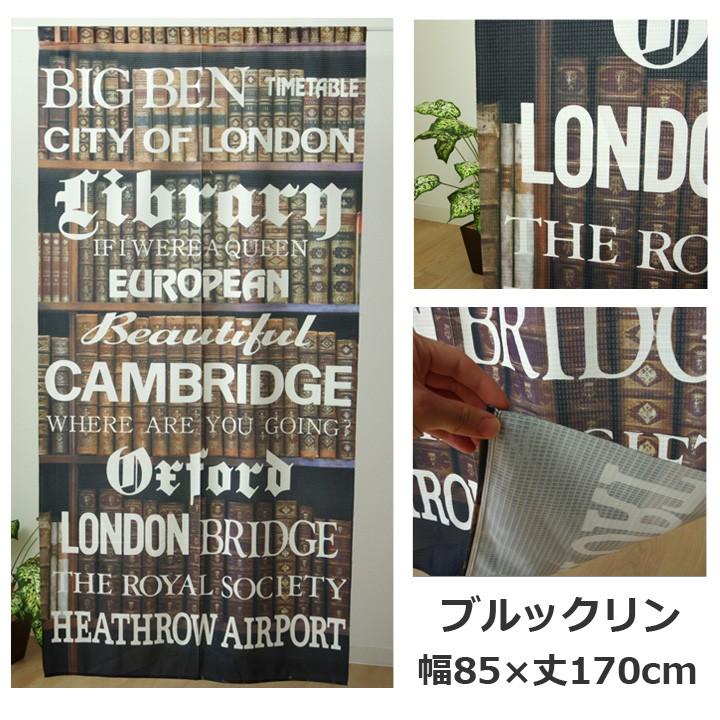 BIG BEN TIMETABLE
CITY OF LONDON
Library
IF I WERE A QUEEN
EUROPEAN
Beautiful
CAMBRIDGE
WHERE ARE YOU GOING?
Oxford
LONDON BRIDGE
THE ROYAL SOCIETY
HEATHROW AIRPORT
LONDO
THE RO
BRIDG
ブルックリン
幅85×丈170cm